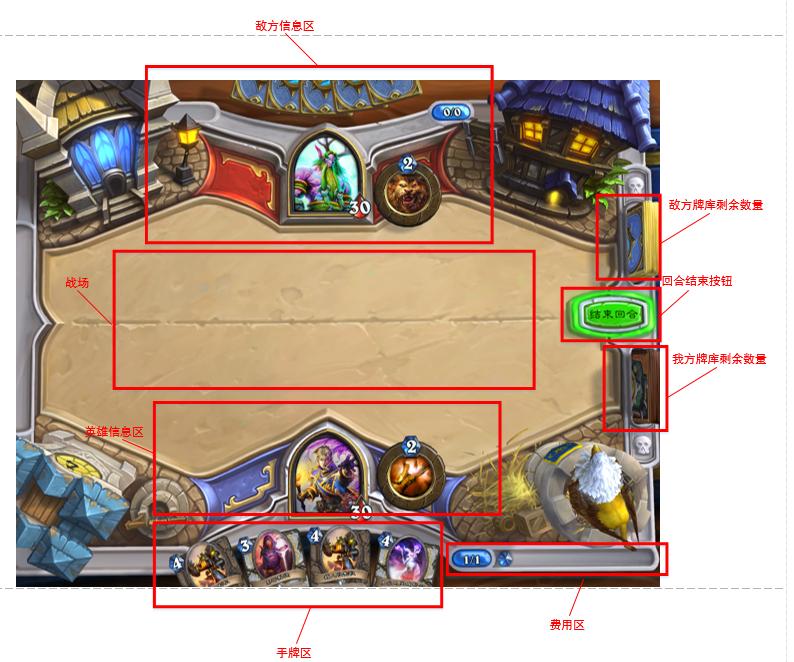 敌方信息区
0/0
2
30
敌方牌库剩余数量
战场
回合结束按钮
结束回合
我方牌库剩余数量
英雄信息区
2
30
4
3
4
4
1/1
费用区
手牌区